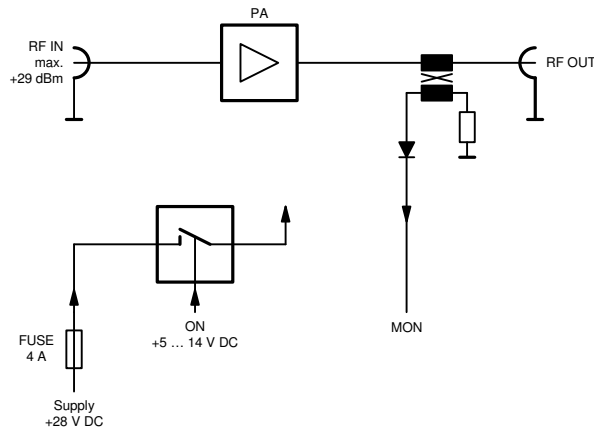 PA
RF IN
max.
+29 dBm
RF OUT
ON
+5 ... 14 V DC
MON
FUSE
4 A
Supply
+28 V DC